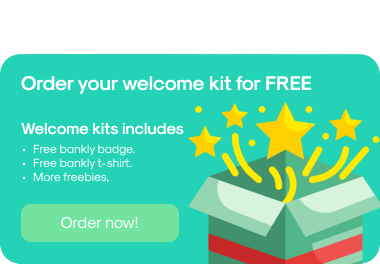 Order your welcome kit for FREE
Welcome kits includes
• Free bankly badge.
• Free bankly t-shirt.
• More freebies,
Order now!